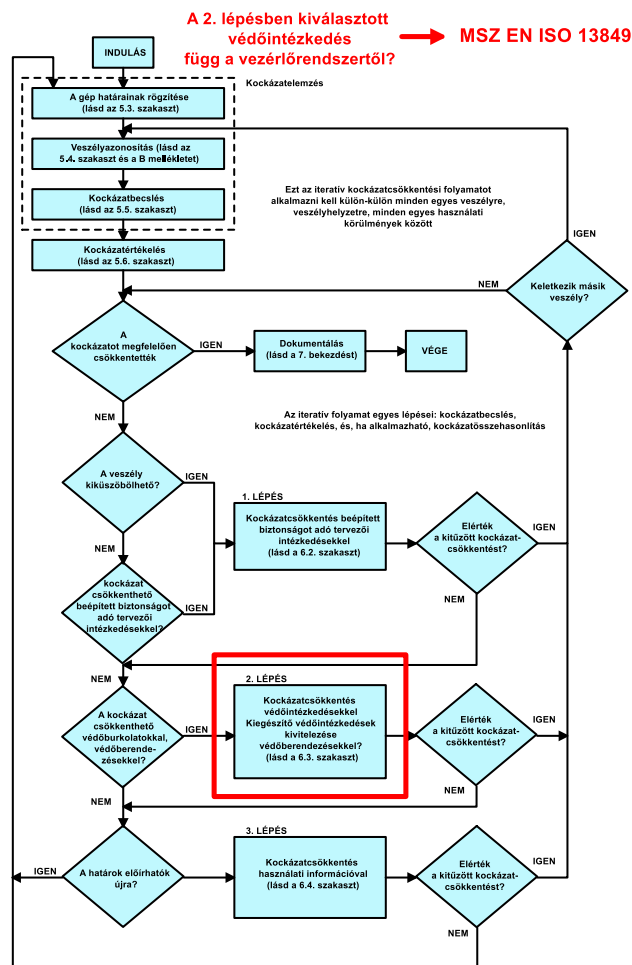 A 2. lépésben kiválasztott
védőintézkedés
függ a vezérlőrendszertől?
MSZ EN ISO 13849
INDULÁS
Kockázatelemzés
A gép határainak rögzítése
(lásd az 5.3. szakaszt)
Veszélyazonosítás (lásd az
5.4. szakaszt és a B mellékletet)
Kockázatbecslés
(lásd az 5.5. szakaszt)
Ezt az iteratív kockázatcsökkentési folyamatot
alkalmazni kell külön-külön minden egyes veszélyre,
veszélyhelyzetre, minden egyes használati
körülmények között
IGEN
Kockázatértékelés
(lásd az 5.6. szakaszt)
NEM
Keletkezik másik
veszély?
A
kockázatot megfelelően
csökkentették
IGEN
Dokumentálás
(lásd a 7. bekezdést)
VÉGE
NEM
Az iteratív folyamat egyes lépései: kockázatbecslés,
kockázatértékelés, és, ha alkalmazható, kockázatösszehasonlítás
A veszély
kiküszöbölhető?
IGEN
1. LÉPÉS
Kockázatcsökkentés beépített
biztonságot adó tervezői
intézkedésekkel
(lásd a 6.2. szakaszt)
Elérték
a kitűzött kockázat-
csökkentést?
IGEN
NEM
kockázat
csökkenthető
beépített biztonságot
adó tervezői
intézkedésekkel?
IGEN
NEM
NEM
2. LÉPÉS
A kockázat
csökkenthető
védőburkolatokkal,
védőberende-
zésekkel?
IGEN
Kockázatcsökkentés
védőintézkedésekkel
Kiegészítő védőintézkedések
kivitelezése
védőberendezésekkel?
(lásd a 6.3. szakaszt)
Elérték
a kitűzött kockázat-
csökkentést?
IGEN
NEM
NEM
3. LÉPÉS
IGEN
A határok előírhatók
újra?
Kockázatcsökkentés
használati információval
(lásd a 6.4. szakaszt)
Elérték
a kitűzött kockázat-
csökkentést?
IGEN
NEM